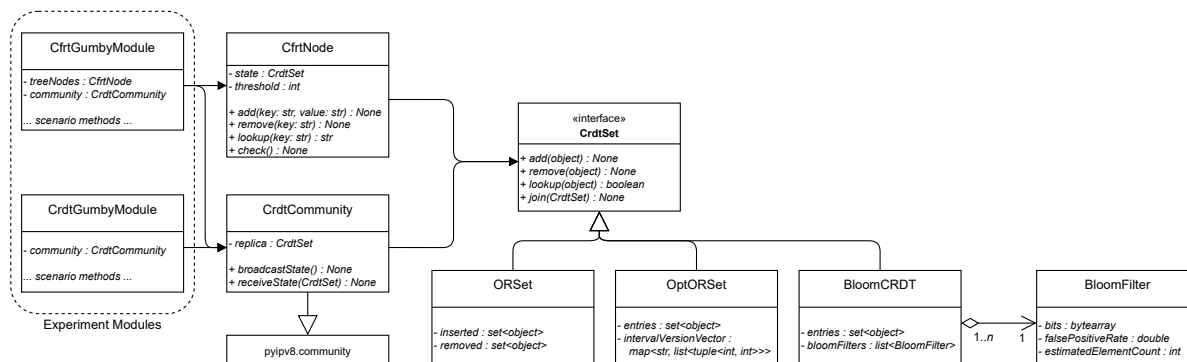 CfrtGumbyModule
- treeNodes : CfrtNode
- community : CrdtCommunity
... scenario methods ...
CrdtGumbyModule
- community : CrdtCommunity
... scenario methods ...
Experiment Modules
CfrtNode
- state : CrdtSet
- threshold : int
+ add(key: str, value: str) : None
+ remove(key: str) : None
+ lookup(key: str) : str
+ check() : None
CrdtCommunity
- replica : CrdtSet
+ broadcastState() : None
+ receiveState(CrdtSet) : None
pyipv8.community
«interface»
CrdtSet
+ add(object) : None
+ remove(object) : None
+ lookup(object) : boolean
+ join(CrdtSet) : None
ORSet
- inserted : set<object>
- removed : set<object>
OptORSet
- entries : set<object>
- intervalVersionVector :
map<str, list<tuple<int, int>>>
BloomCRDT
- entries : set<object>
- bloomFilters : list<BloomFilter>
1..n
1
BloomFilter
- bits : bytearray
- falsePositiveRate : double
- estimatedElementCount : int